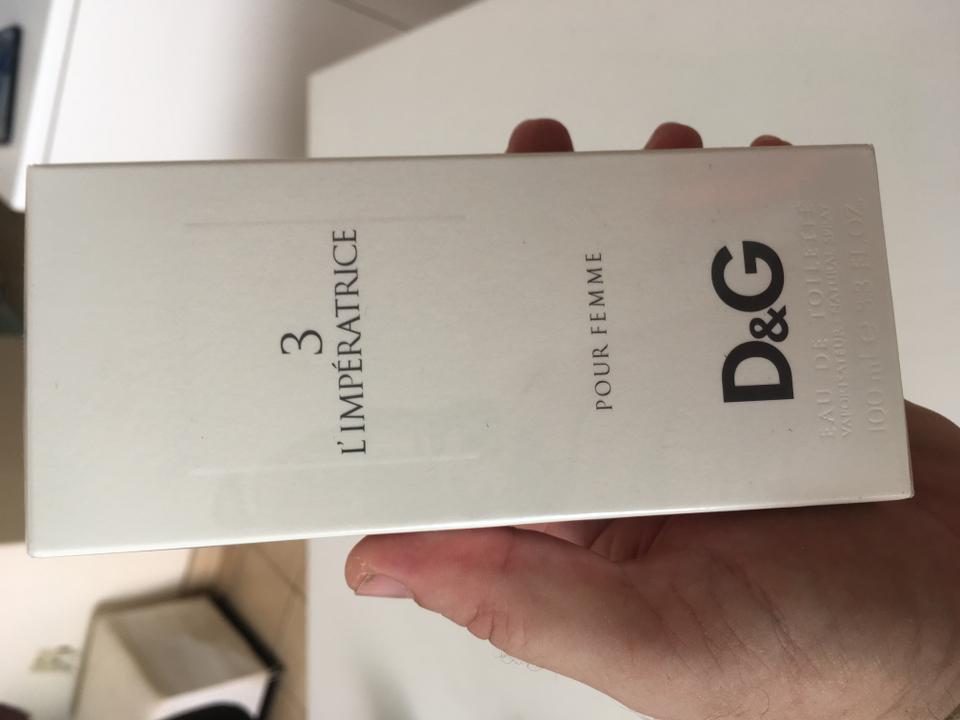 3
L'IMPÉRATRICE
POUR FEMME
D&G
EAU DE TOILETTE
VAPORISATEUR NATURAL SPRAY
100 ml e 3.3 FL.OZ.